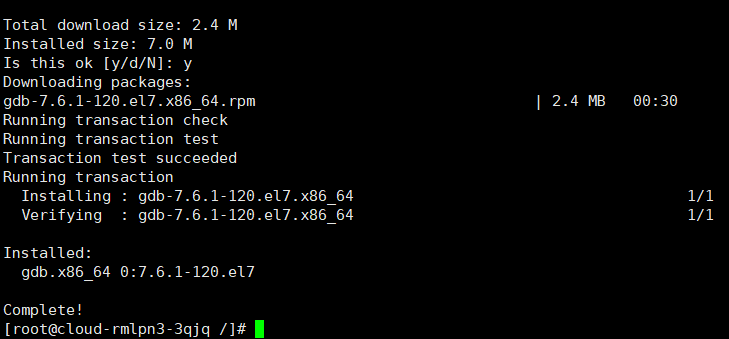 Total download size: 2.4 M
Installed size: 7.0 M
Is this ok [y/d/N]: y
Downloading packages:
gdb-7.6.1-120.el7.x86_64.rpm | 2.4 MB 00:30
Running transaction check
Running transaction test
Transaction test succeeded
Running transaction
Installing : gdb-7.6.1-120.el7.x86_64 1/1
Verifying : gdb-7.6.1-120.el7.x86_64 1/1
Installed:
gdb.x86_64 0:7.6.1-120.el7
Complete!
[root@cloud-rmlpn3-3qjq /]#